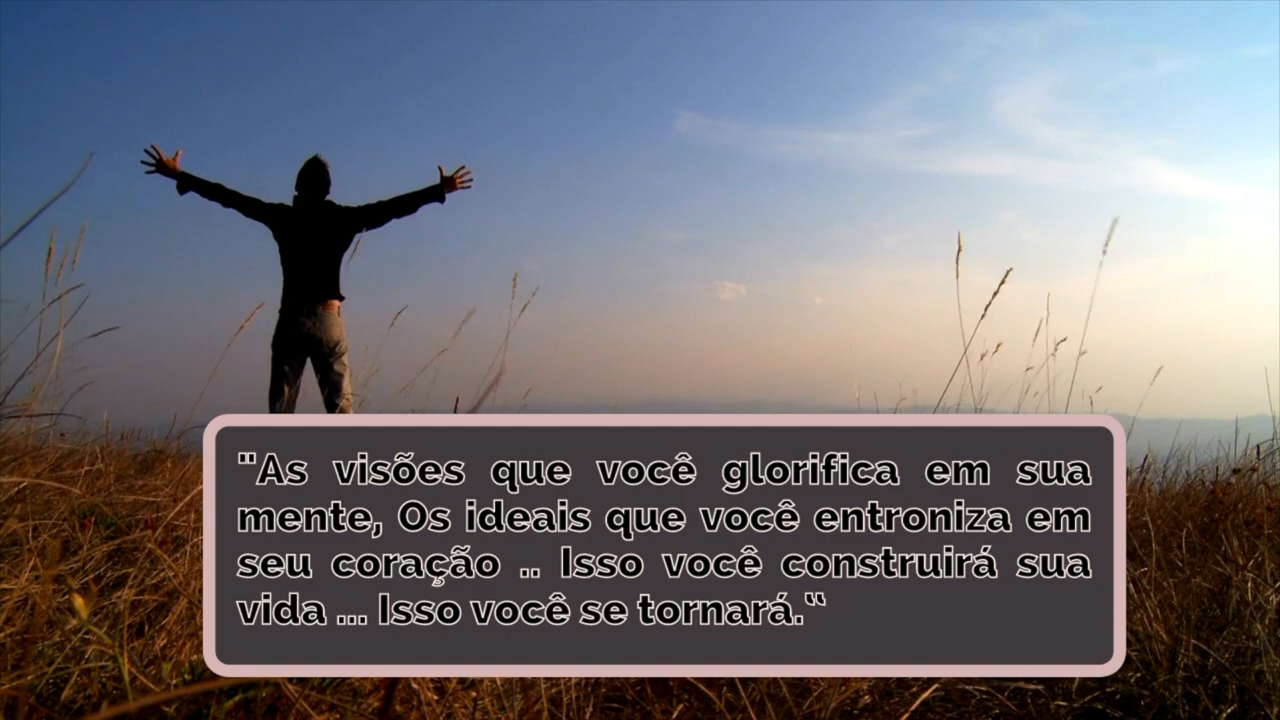 "As visões que você glorifica em sua
mente, Os ideais que você entroniza em
seu coração .. Isso você construirá sua
vida ... Isso você se tornará.‟